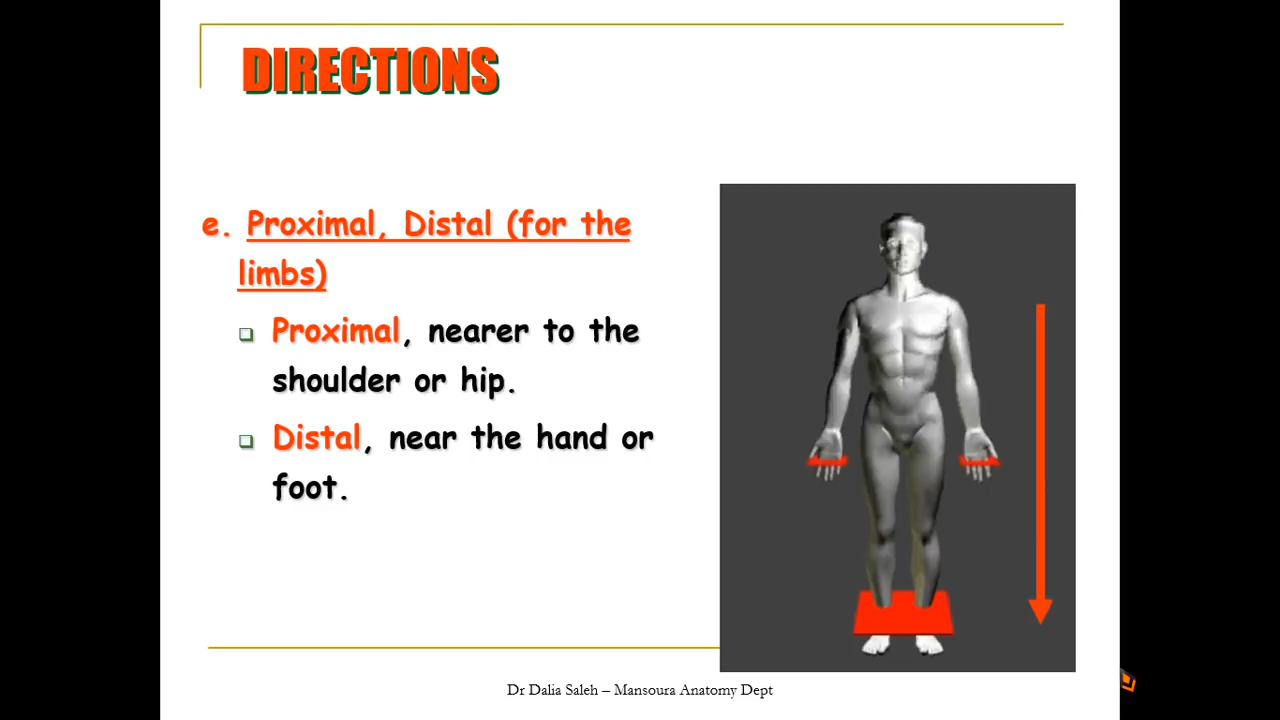 DIRECTIONS
e. Proximal, Distal (for the
limbs)
Proximal, nearer to the
shoulder or hip.
Distal, near the hand or
foot.
Dr Dalia Saleh – Mansoura Anatomy Dept